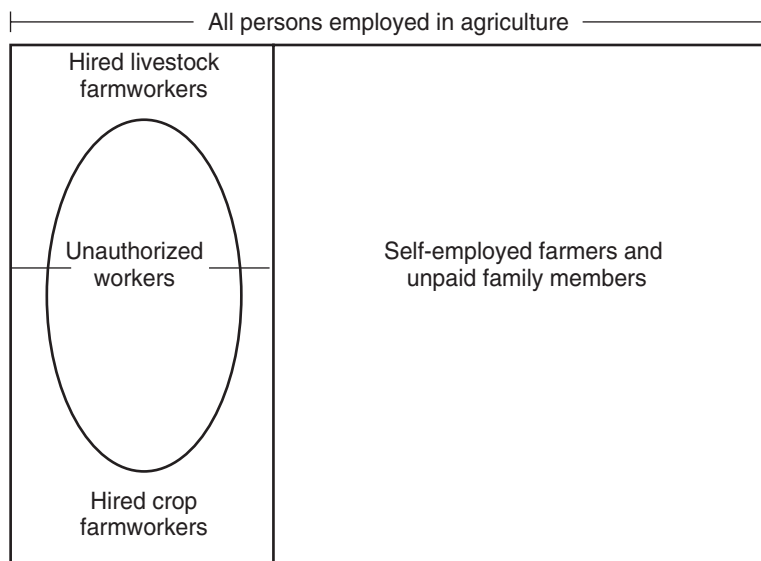 All persons employed in agriculture
Hired livestock
farmworkers
Unauthorized
workers
Self-employed farmers and
unpaid family members
Hired crop
farmworkers